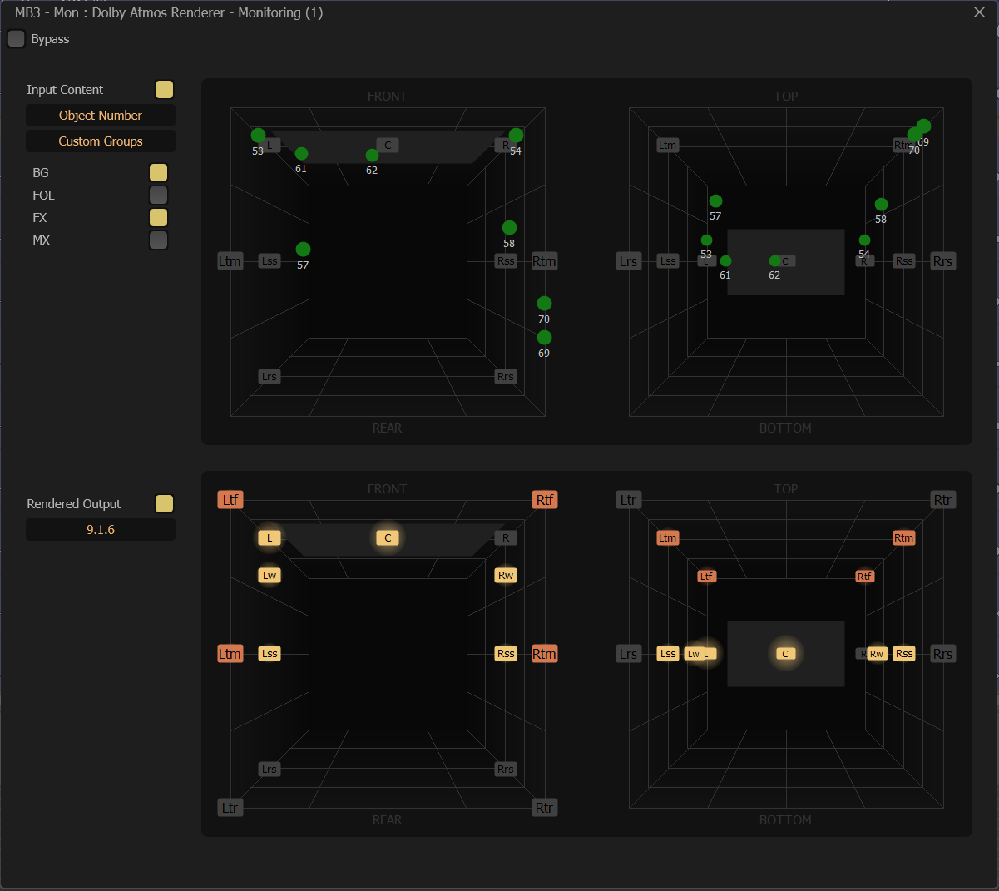 MB3 - Mon : Dolby Atmos Renderer - Monitoring (1)
Bypass
Input Content
Object Number
Custom Groups
BG
FOL
FX
MX
FRONT
L
C
R
53
54
61
62
58
57
Ltm
Lss
Rss
Rtm
70
69
Lrs
Rrs
REAR
TOP
Ltm
Rtm
69
70
57
58
53
54
Lrs
Lss
L
C
R
Rss
Rrs
61
62
BOTTOM
Rendered Output
9.1.6
FRONT
Ltf
Rtf
L
C
R
Lw
Rw
Ltm
Lss
Rss
Rtm
Lrs
Rrs
Ltr
Rtr
REAR
TOP
Ltr
Rtr
Ltm
Rtm
Ltf
Rtf
Lrs
Lss
Lw
L
C
R
Rw
Rss
Rrs
BOTTOM